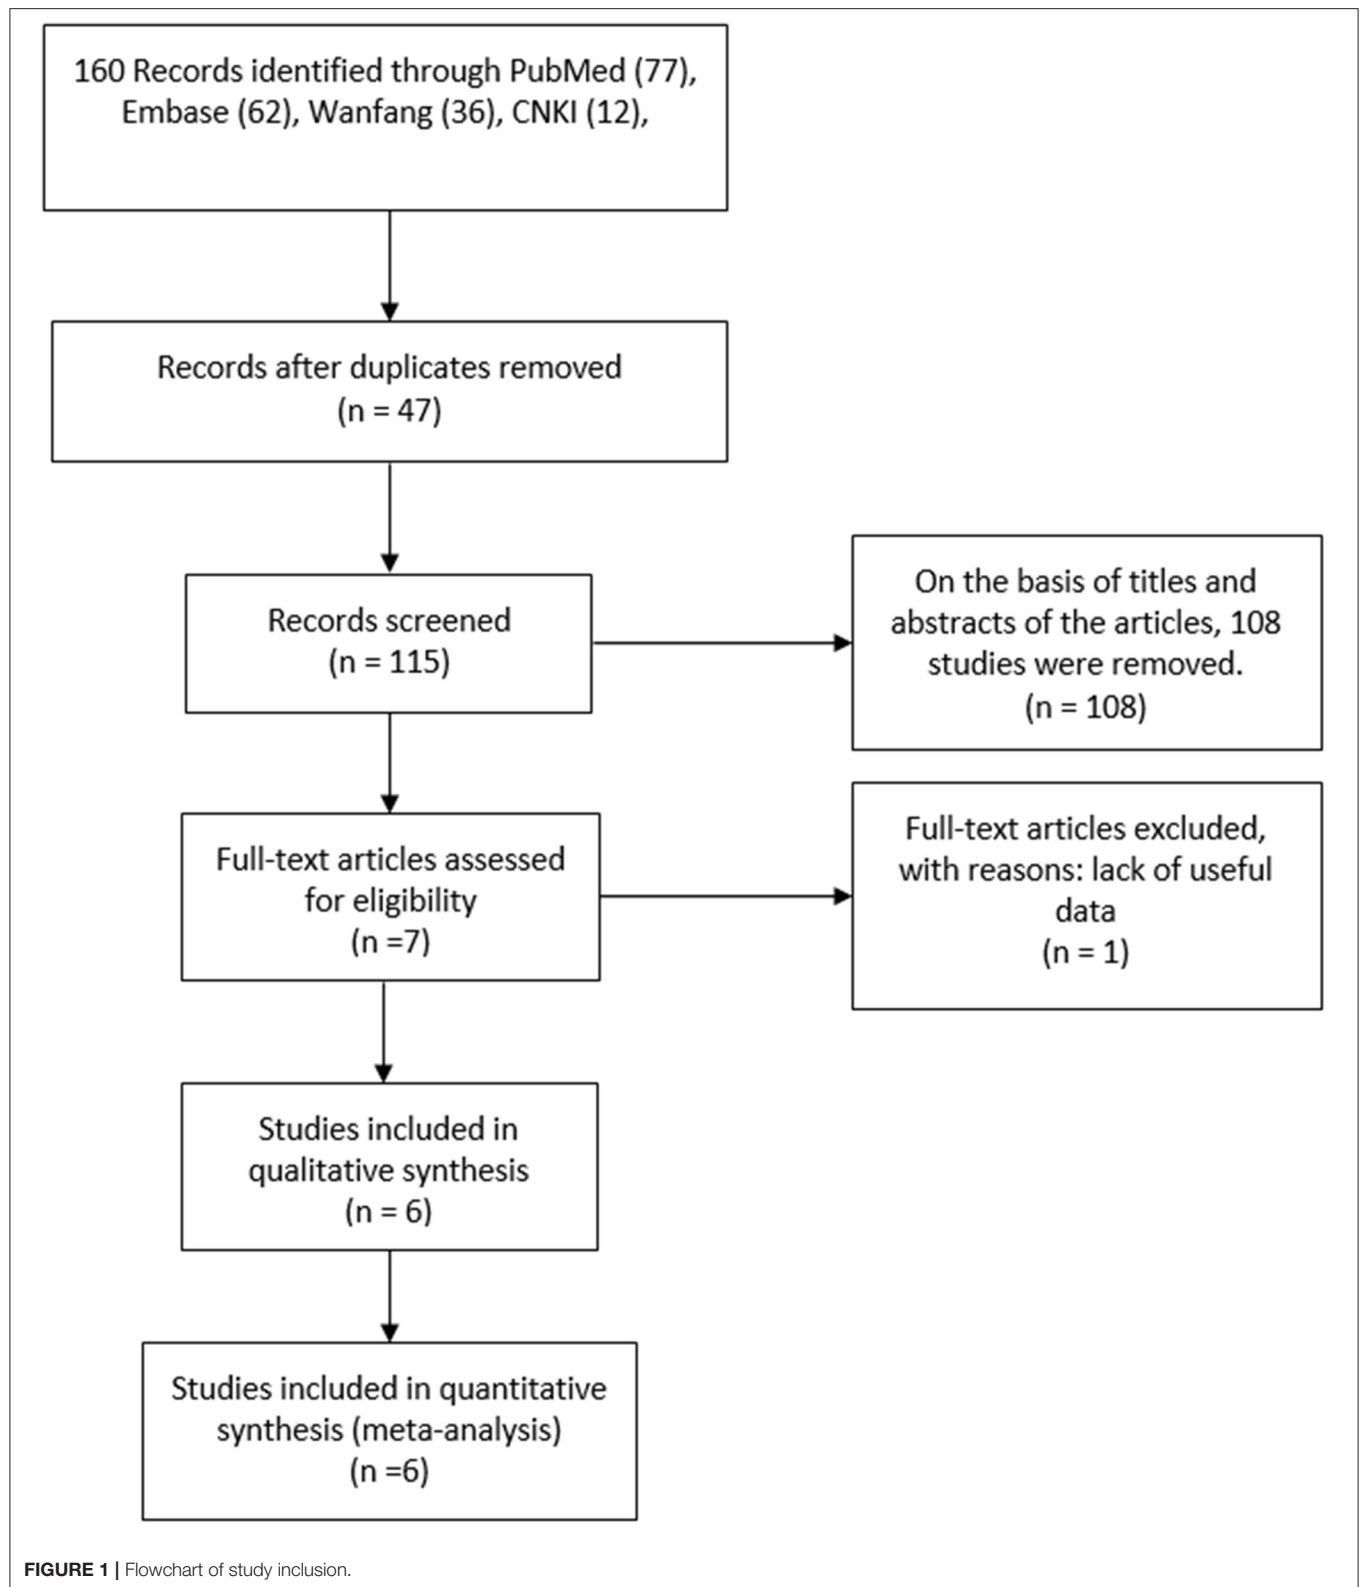 160 Records identified through PubMed (77),
Embase (62), Wanfang (36), CNKI (12),
Records after duplicates removed
(n = 47)
Records screened
(n = 115)
On the basis of titles and
abstracts of the articles, 108
studies were removed.
(n = 108)
Full-text articles assessed
for eligibility
(n =7)
Full-text articles excluded,
with reasons: lack of useful
data
(n = 1)
Studies included in
qualitative synthesis
(n = 6)
Studies included in quantitative
synthesis (meta-analysis)
(n =6)
FIGURE 1 | Flowchart of study inclusion.